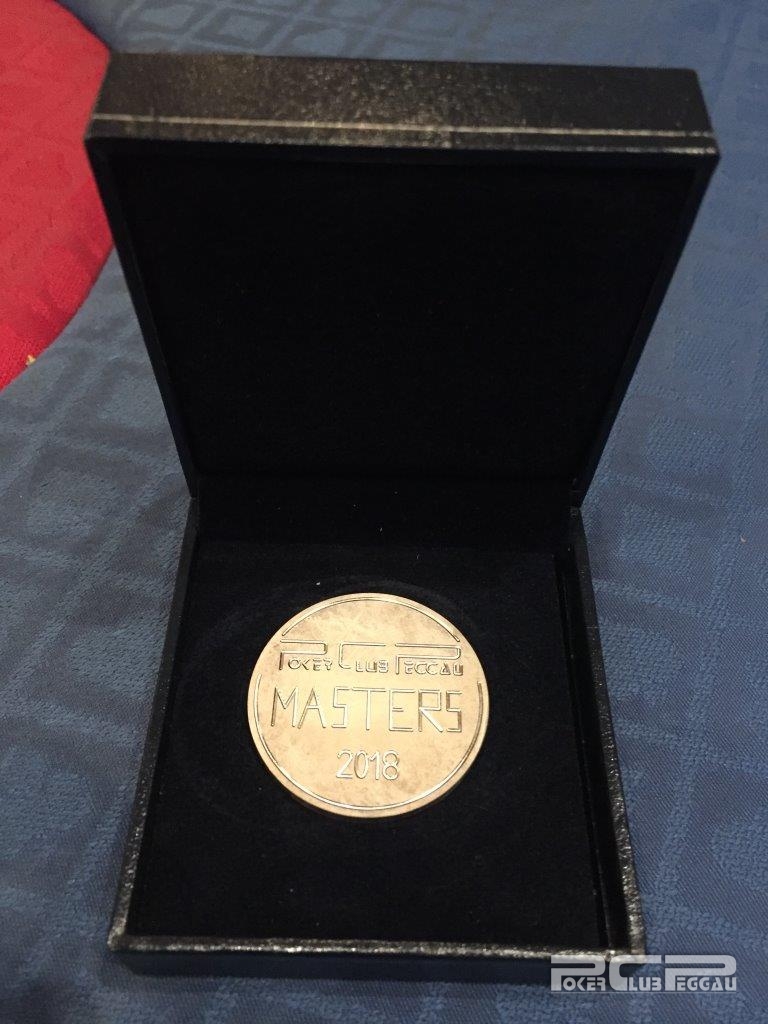 POKER CLUB PEGGAU
MASTERS
2018
POKER CLUB PEGGAU